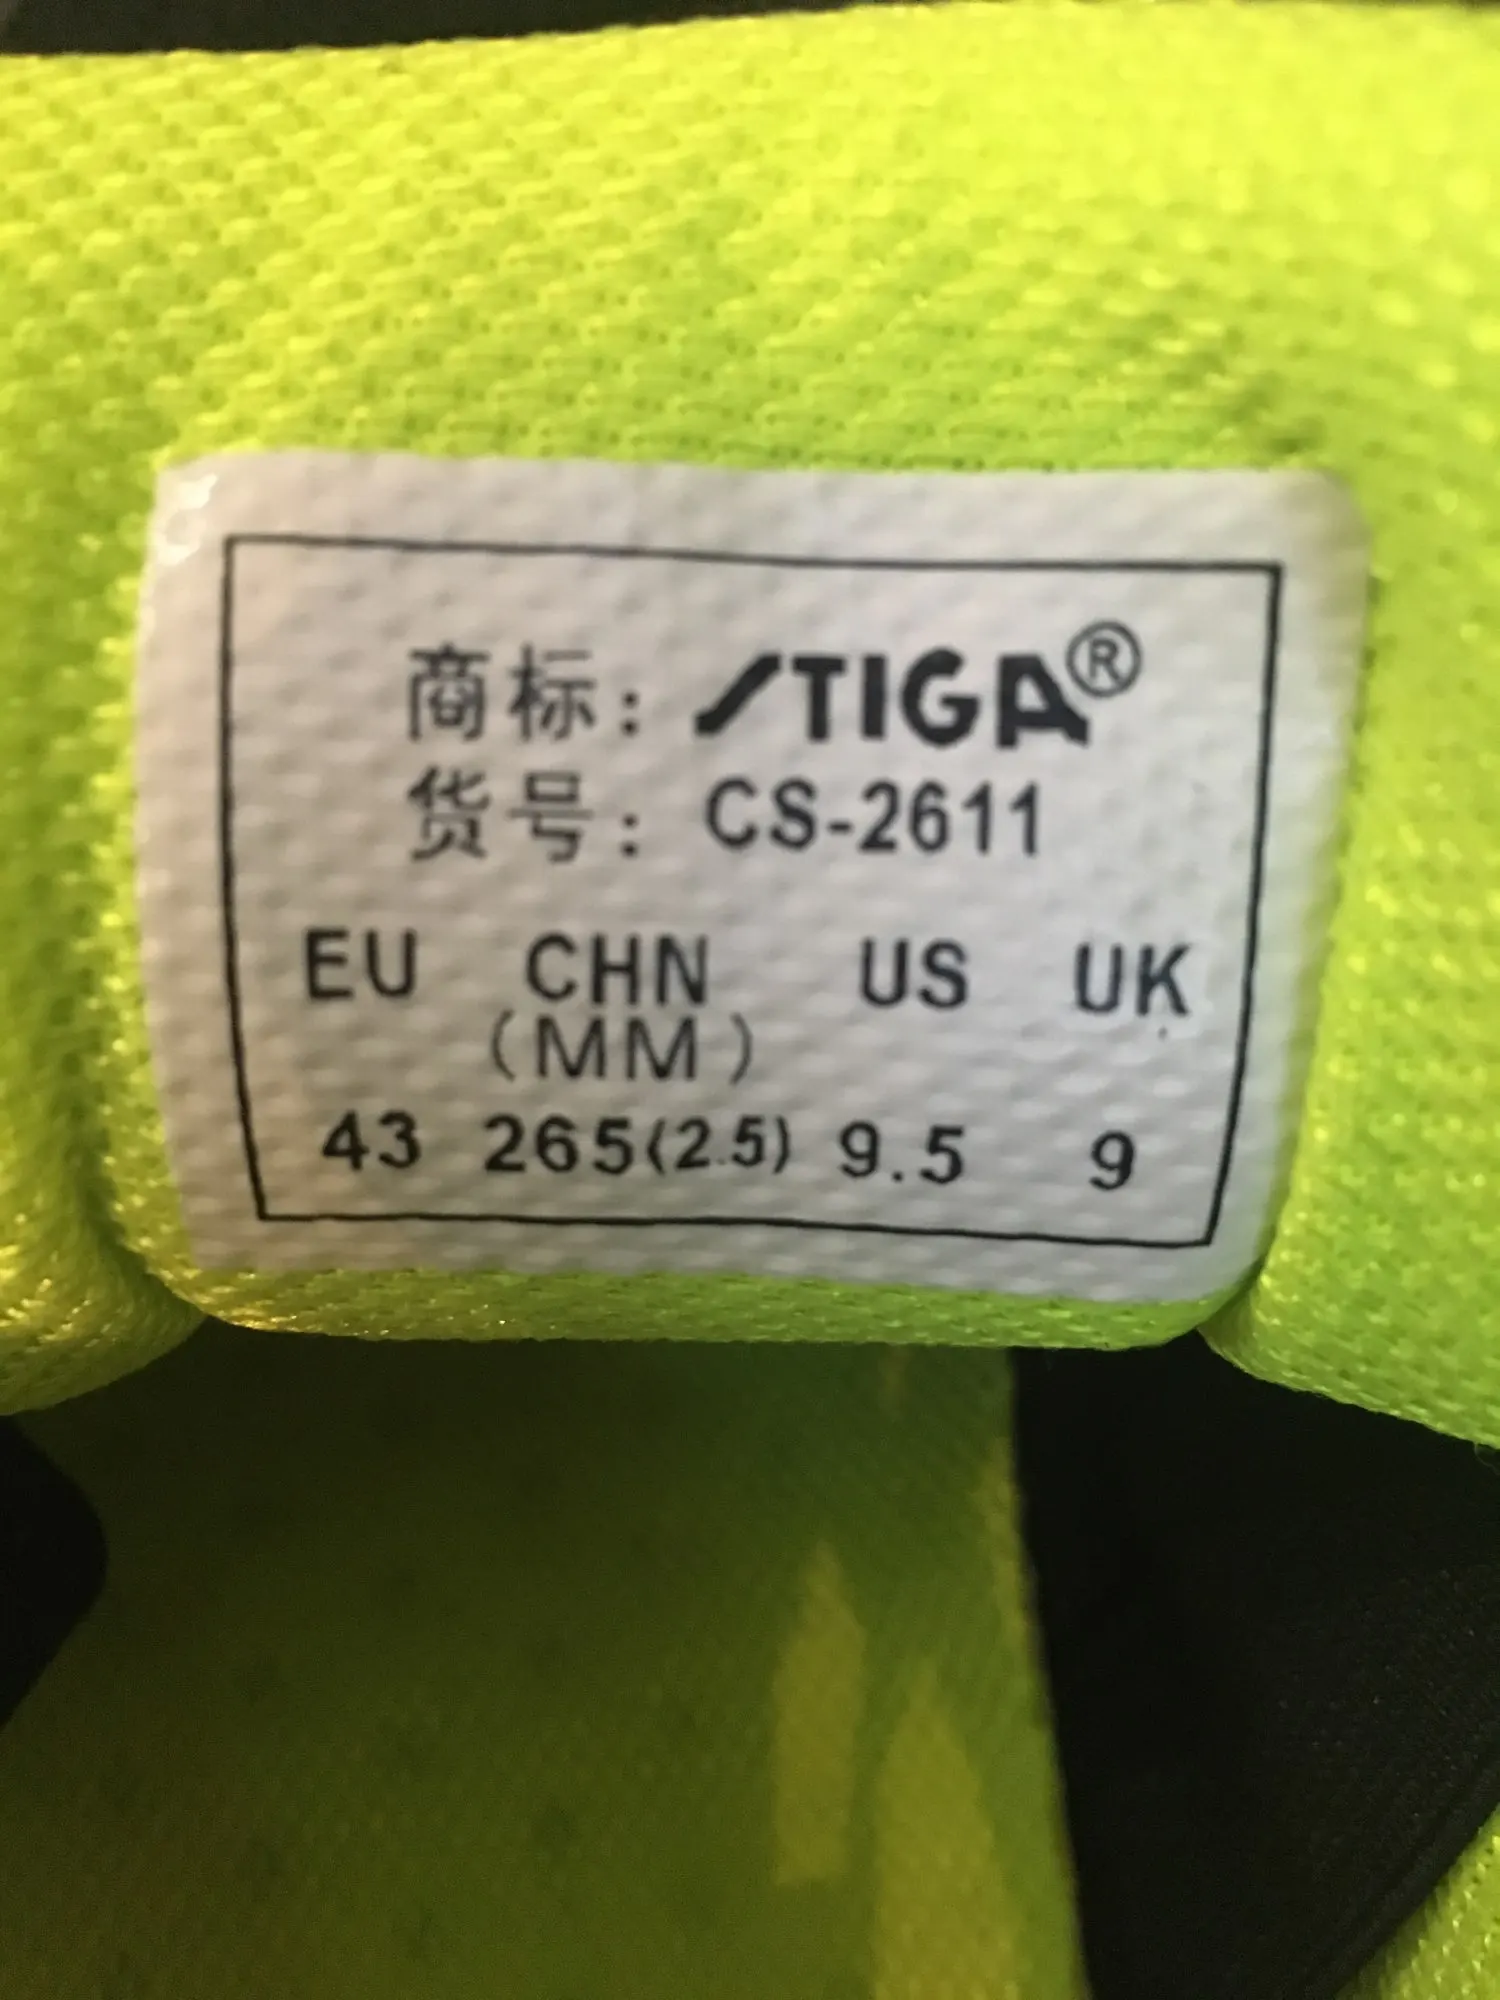 商标：STIGA®
货号：CS-2611
EU CHN US UK
(MM)
43 265(2.5) 9.5 9